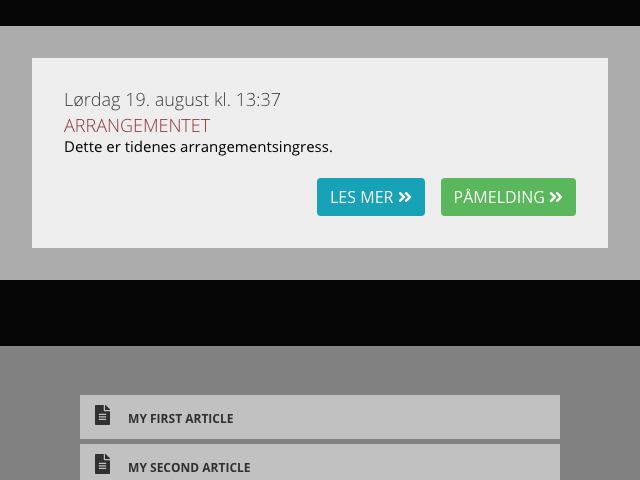 Lørdag 19. august kl. 13:37
ARRANGEMENTET
Dette er tidenes arrangementsingress.
LES MER »
PÅMELDING »
MY FIRST ARTICLE
MY SECOND ARTICLE